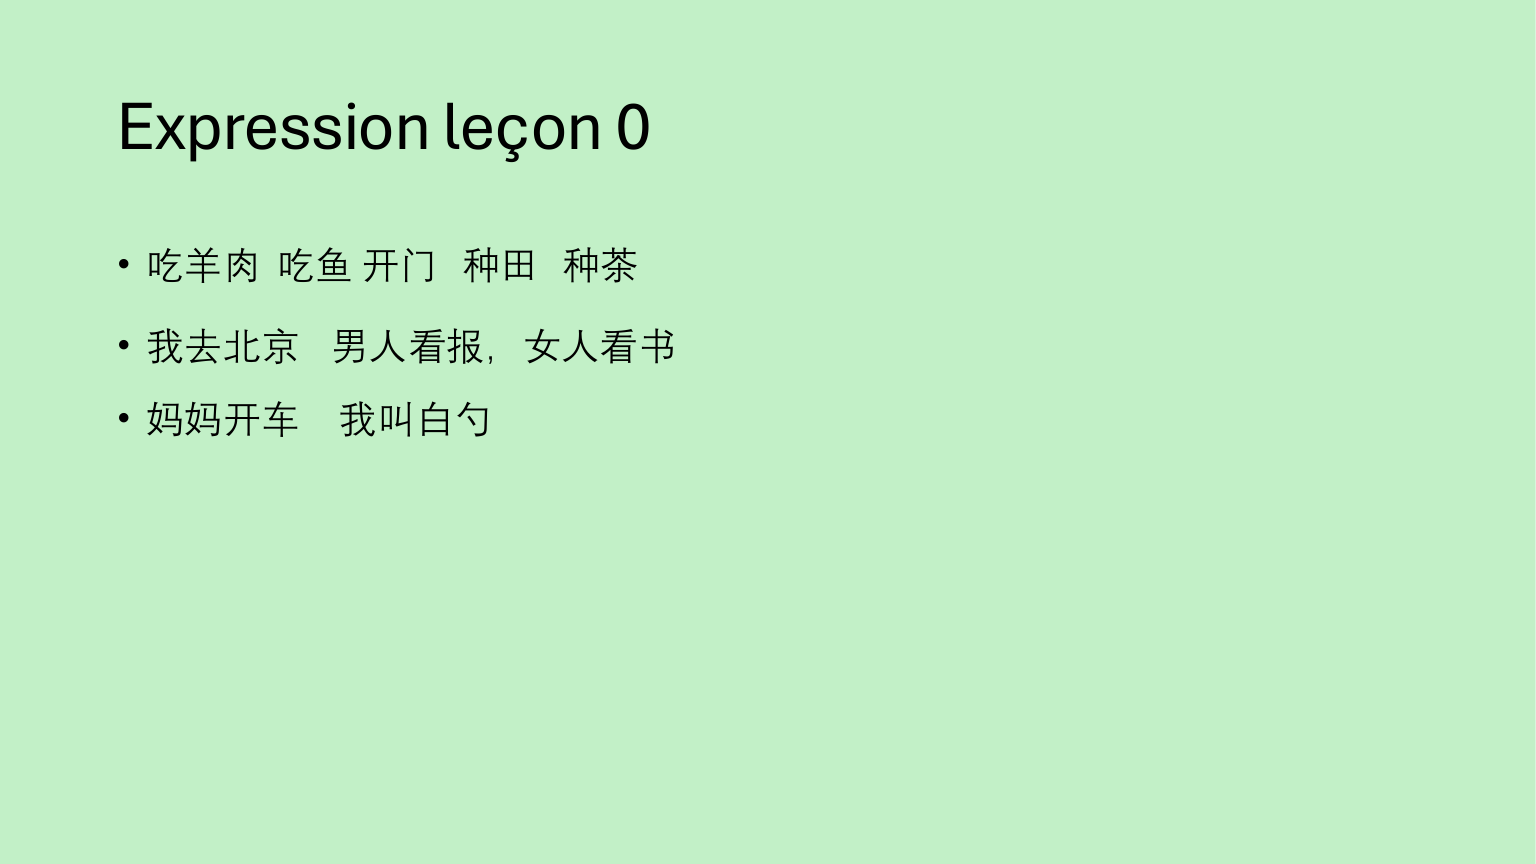 Expression leçon 0
• 吃羊肉 吃鱼 开门 种田 种茶
• 我去北京 男人看报，女人看书
• 妈妈开车 我叫白勺